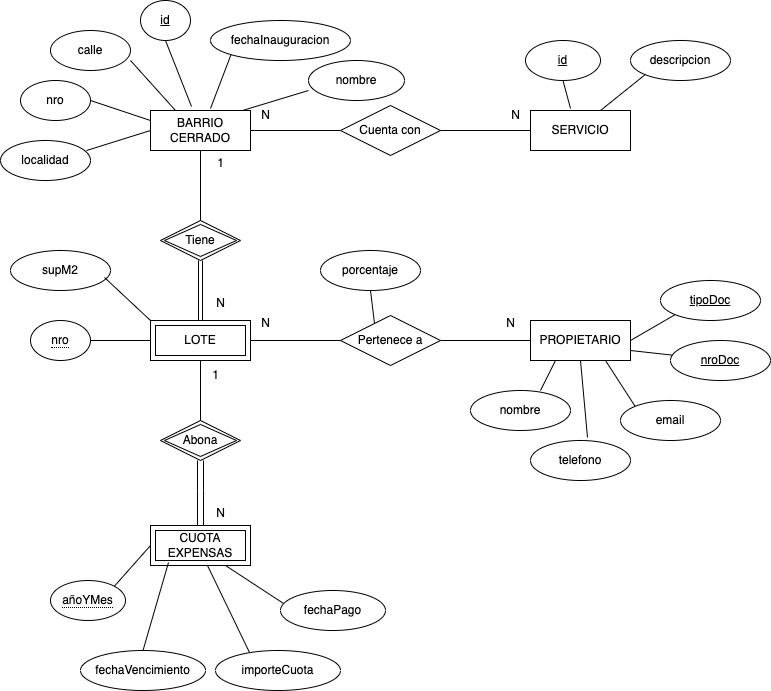 id
fechaInauguracion
calle
id
descripcion
nombre
nro
N
N
BARRIO
CERRADO
Cuenta con
SERVICIO
localidad
1
Tiene
supM2
porcentaje
N
tipoDoc
N
N
nro
LOTE
Pertenece a
PROPIETARIO
nroDoc
1
nombre
email
Abona
telefono
N
CUOTA
EXPENSAS
añoYMes
fechaPago
fechaVencimiento
importeCuota